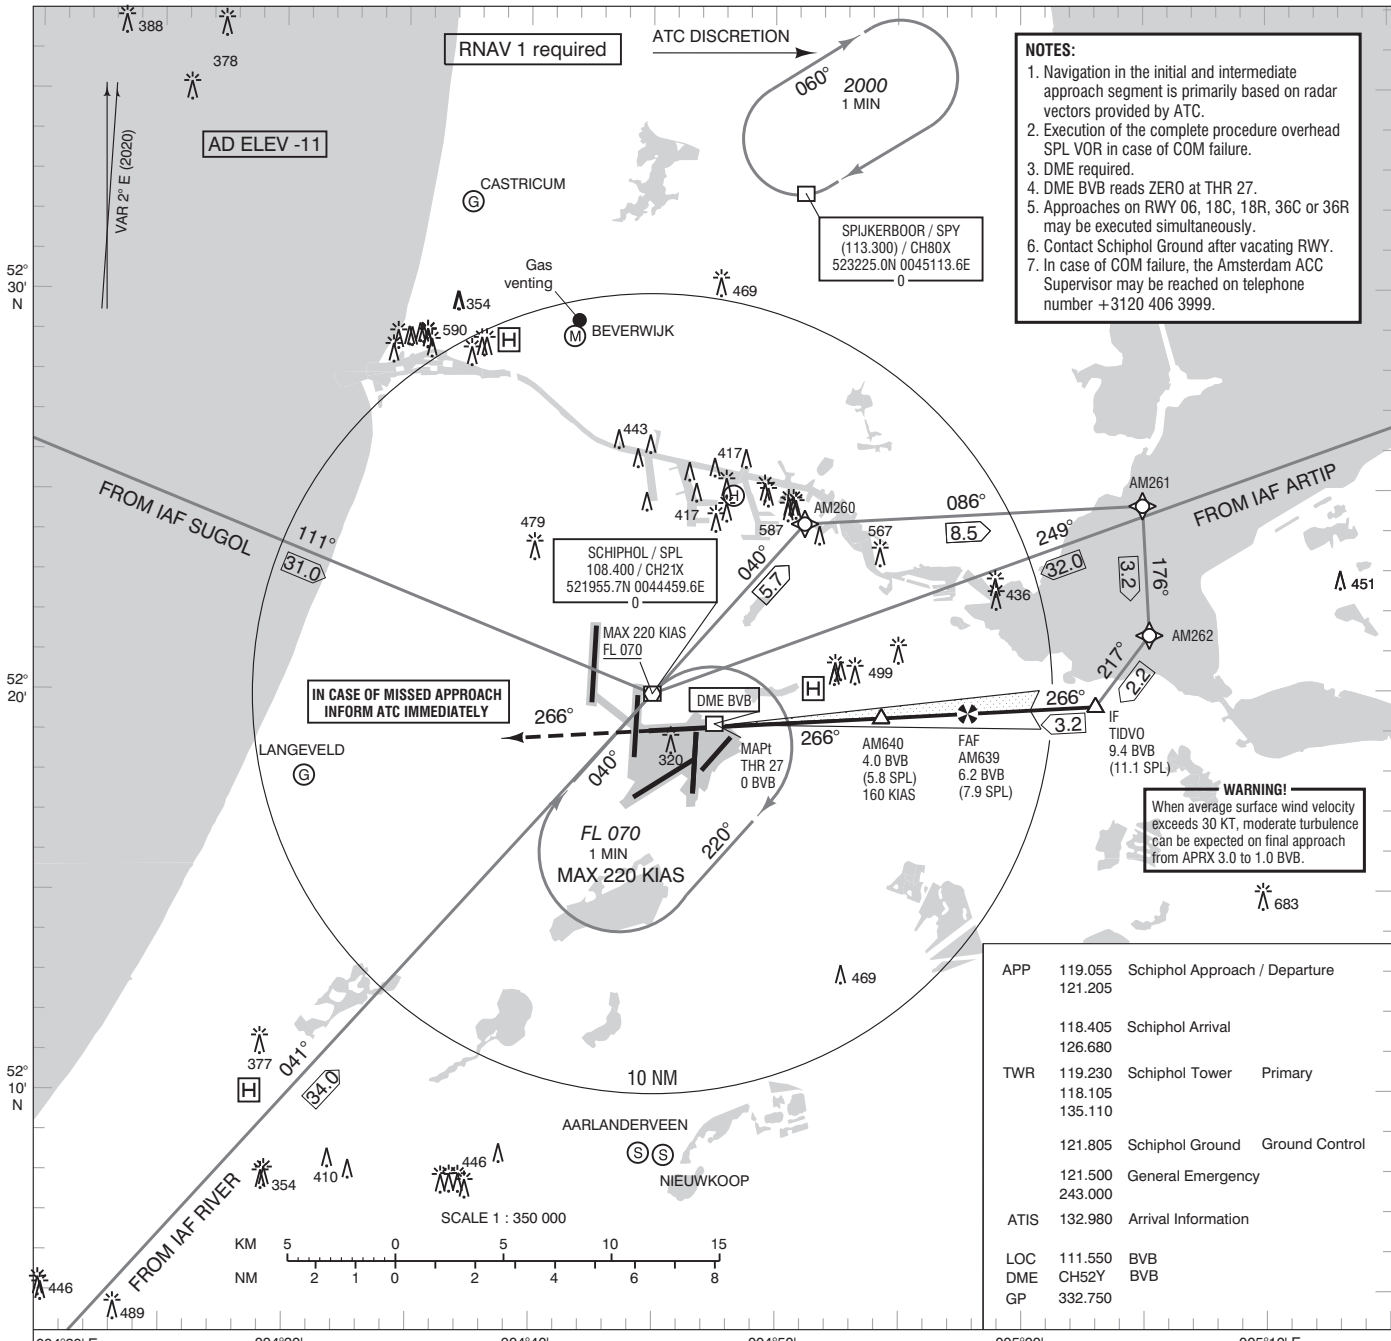 388
378
RNAV 1 required
ATC DISCRETION
060°
2000
1 MIN
NOTES:
1. Navigation in the initial and intermediate
approach segment is primarily based on radar
vectors provided by ATC.
2. Execution of the complete procedure overhead
SPL VOR in case of COM failure.
3. DME required.
4. DME BVB reads ZERO at THR 27.
5. Approaches on RWY 06, 18C, 18R, 36C or 36R
may be executed simultaneously.
6. Contact Schiphol Ground after vacating RWY.
7. In case of COM failure, the Amsterdam ACC
Supervisor may be reached on telephone
number +3120 406 3999.
VAR 2° E (2020)
AD ELEV -11
CASTRICUM
G
SPIJKERBOOR / SPY
(113.300) / CH80X
523225.0N 0045113.6E
0
52°
30'
N
Gas
venting
354
469
590
H
M
BEVERWIJK
443
417
H
417
587
AM260
567
086°
8.5
AM261
FROM IAF ARTIP
249°
32.0
FROM IAF SUGOL
111°
31.0
479
SCHIPHOL / SPL
108.400 / CH21X
521955.7N 0044459.6E
0
040°
5.7
436
3.2
176°
451
MAX 220 KIAS
FL 070
AM262
217°
2.2
52°
20'
H
499
IN CASE OF MISSED APPROACH
INFORM ATC IMMEDIATELY
266°
DME BVB
266°
266°
3.2
LANGEVELD
G
040°
320
MAPt
THR 27
0 BVB
AM640
4.0 BVB
(5.8 SPL)
160 KIAS
FAF
AM639
6.2 BVB
(7.9 SPL)
IF
TIDVO
9.4 BVB
(11.1 SPL)
WARNING!
When average surface wind velocity
exceeds 30 KT, moderate turbulence
can be expected on final approach
from APRX 3.0 to 1.0 BVB.
FL 070
1 MIN
MAX 220 KIAS
220°
683
469
377
H
041°
34.0
10 NM
52°
10'
N
AARLANDERVEEN
S
S
NIEUWKOOP
354
410
446
FROM IAF RIVER
446
489
SCALE 1 : 350 000
KM 5 0 5 10 15
NM 2 1 0 2 4 6 8
APP 119.055 Schiphol Approach / Departure
121.205
118.405 Schiphol Arrival
126.680
TWR 119.230 Schiphol Tower Primary
118.105
135.110
121.805 Schiphol Ground Ground Control
121.500 General Emergency
243.000
ATIS 132.980 Arrival Information
LOC 111.550 BVB
DME CH52Y BVB
GP 332.750